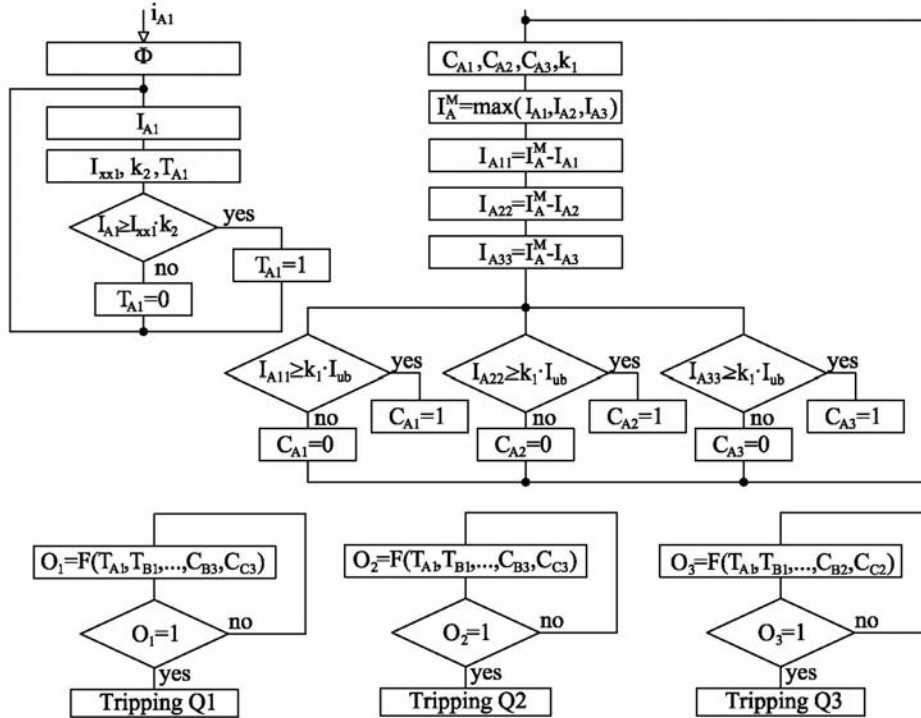 i_A1
Φ
I_A1
I_xx1, k_2, T_A1
I_A1≥I_xx1·k_2
yes
T_A1=1
no
T_A1=0
C_A1,C_A2,C_A3,k_1
I_A^M=max(I_A1,I_A2,I_A3)
I_A11=I_A^M-I_A1
I_A22=I_A^M-I_A2
I_A33=I_A^M-I_A3
I_A11≥k_1·I_ub
yes
C_A1=1
no
C_A1=0
I_A22≥k_1·I_ub
yes
C_A2=1
no
C_A2=0
I_A33≥k_1·I_ub
yes
C_A3=1
no
C_A3=0
O_1=F(T_A1,T_B1,...,C_B3,C_C3)
O_1=1
no
yes
Tripping Q1
O_2=F(T_A1,T_B1,...,C_B3,C_C3)
O_2=1
no
yes
Tripping Q2
O_3=F(T_A1,T_B1,...,C_B2,C_C2)
O_3=1
no
yes
Tripping Q3